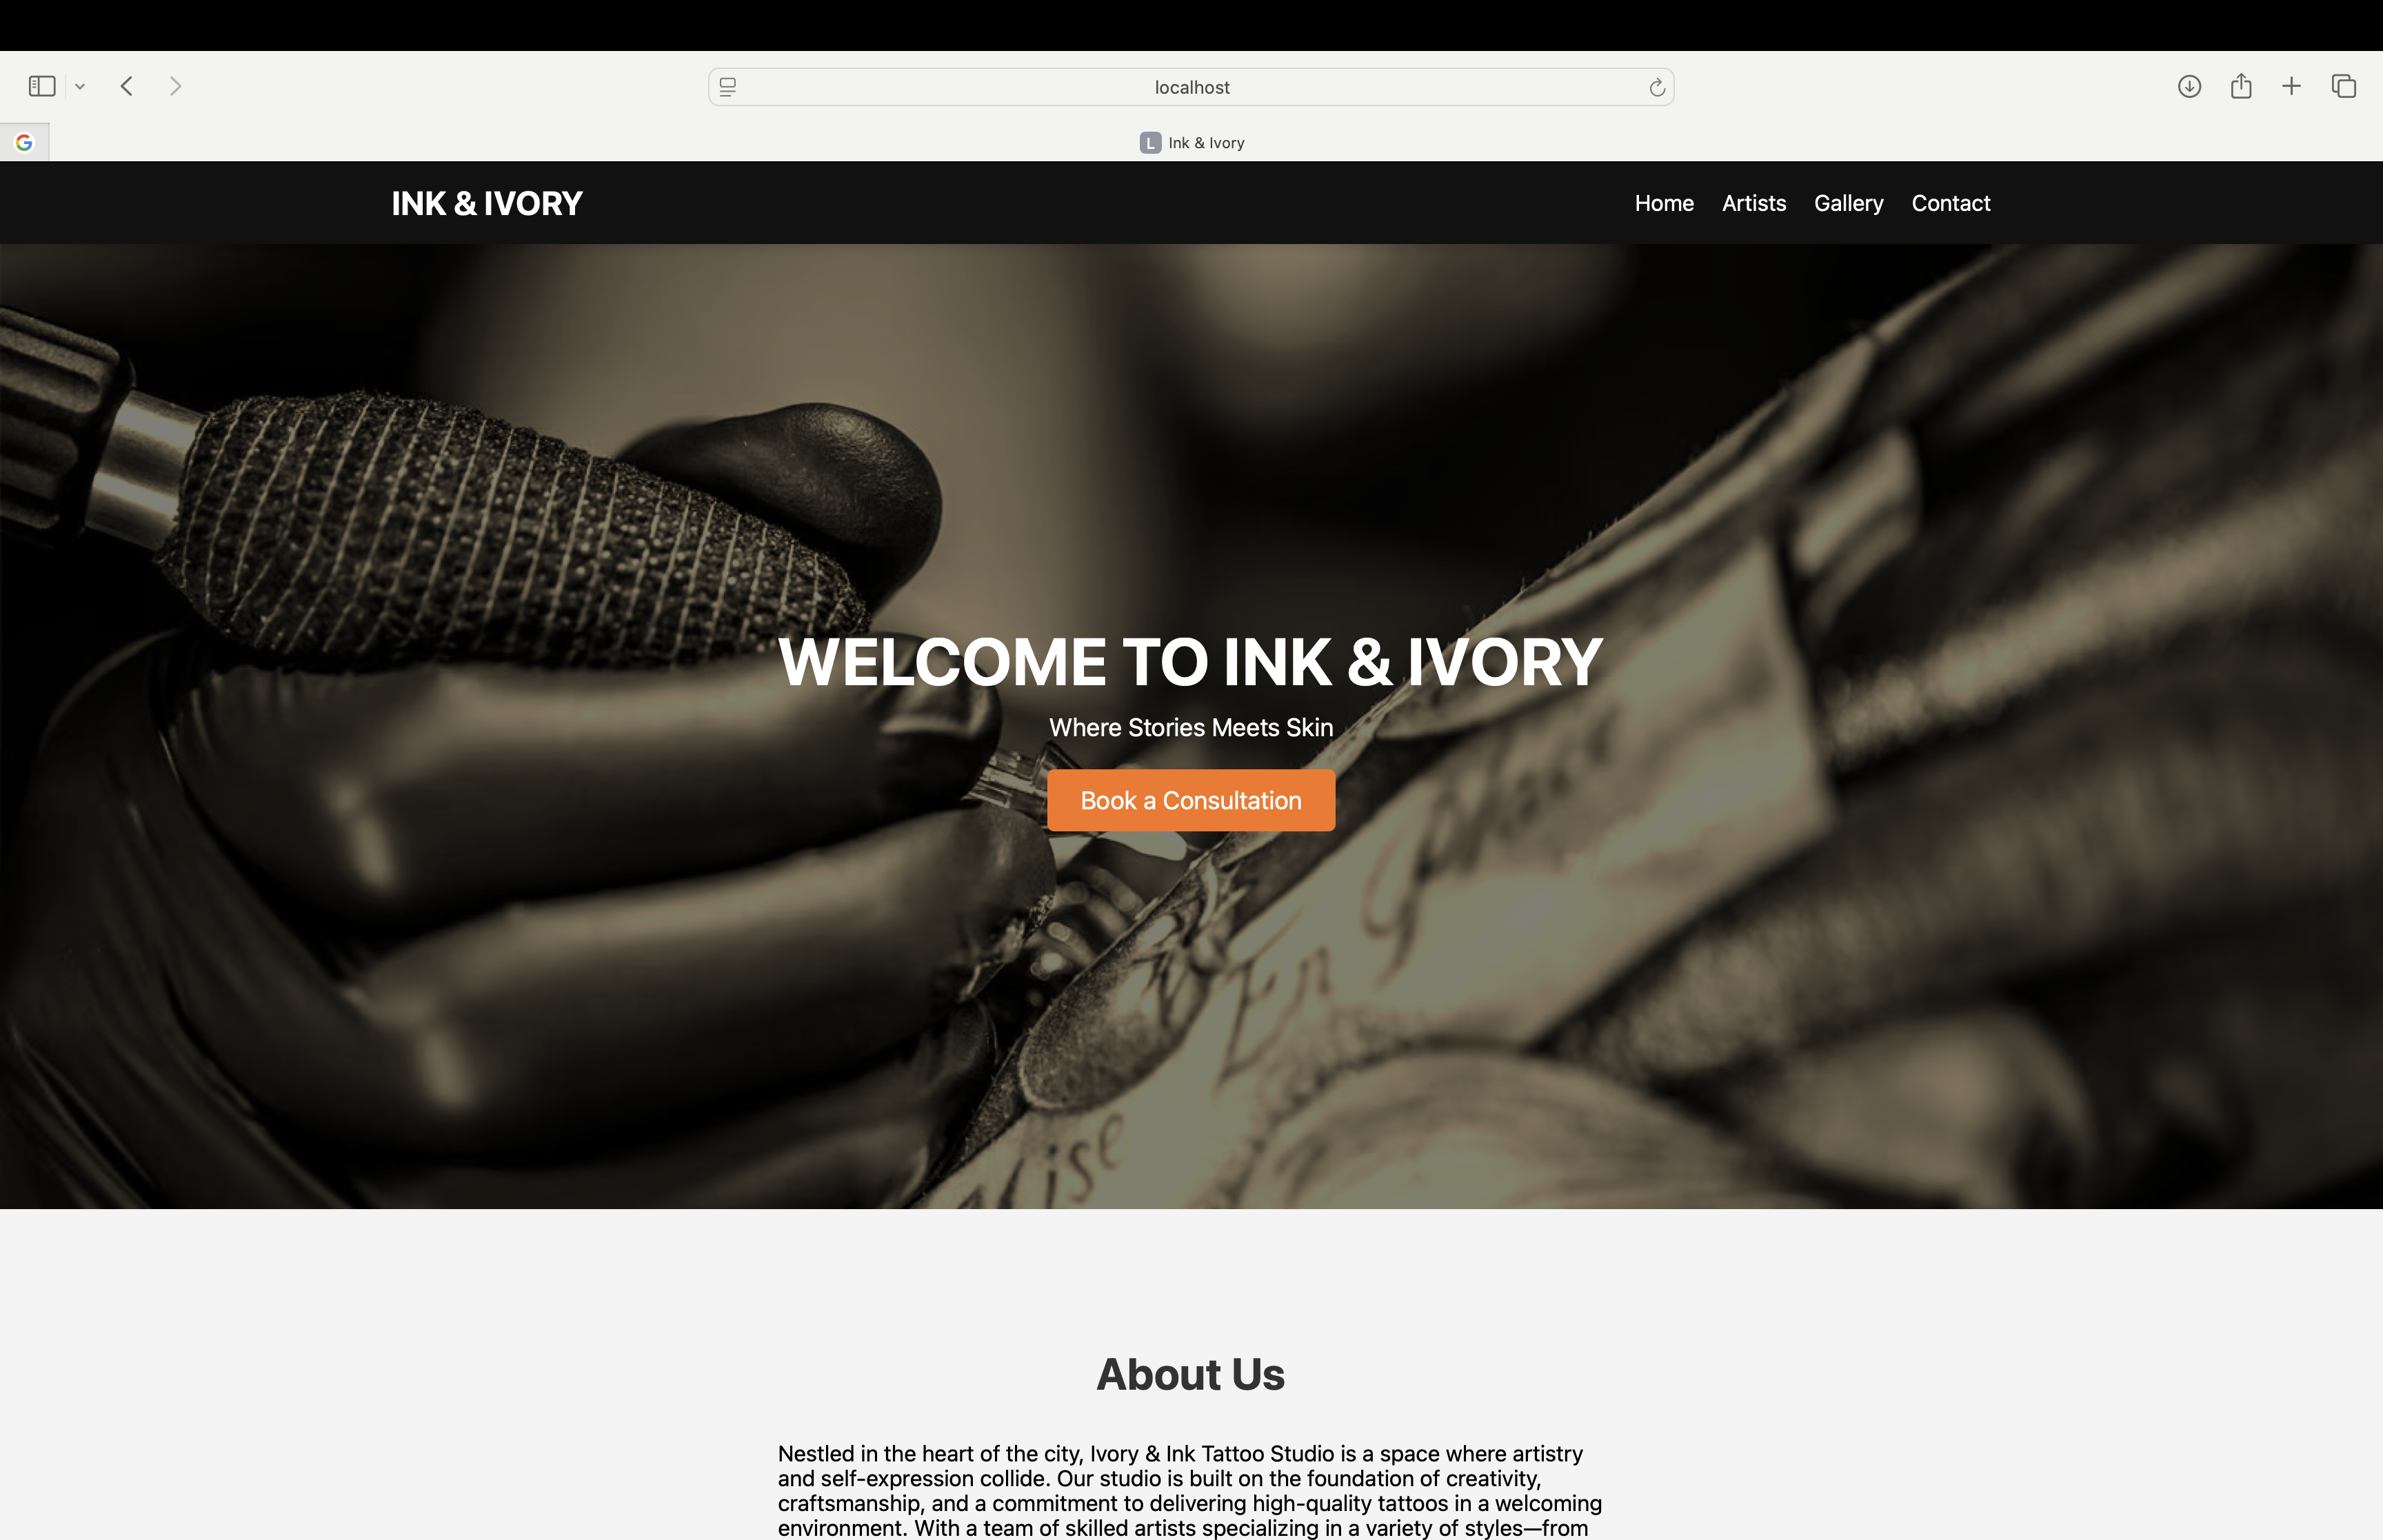 localhost
L Ink & Ivory
INK & IVORY
Home Artists Gallery Contact
WELCOME TO INK & IVORY
Where Stories Meets Skin
Book a Consultation
En
Mise
About Us
Nestled in the heart of the city, Ivory & Ink Tattoo Studio is a space where artistry
and self-expression collide. Our studio is built on the foundation of creativity,
craftsmanship, and a commitment to delivering high-quality tattoos in a welcoming
environment. With a team of skilled artists specializing in a variety of styles—from